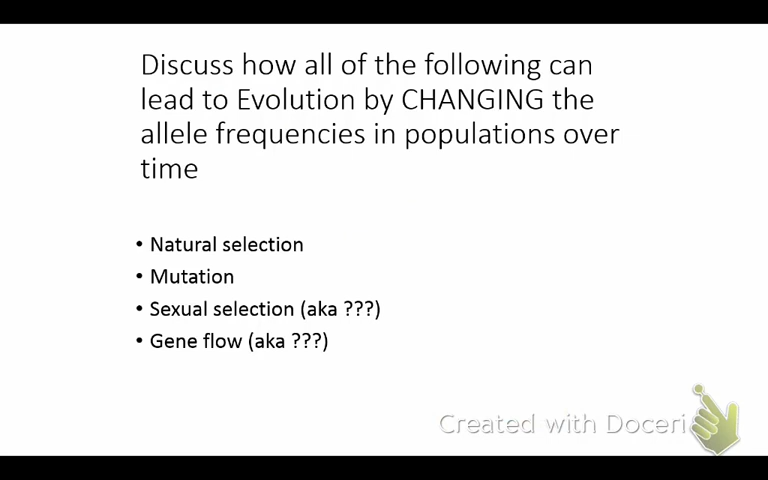 Discuss how all of the following can
lead to Evolution by CHANGING the
allele frequencies in populations over
time
• Natural selection
• Mutation
• Sexual selection (aka ???)
• Gene flow (aka ???)
Created with Doceri